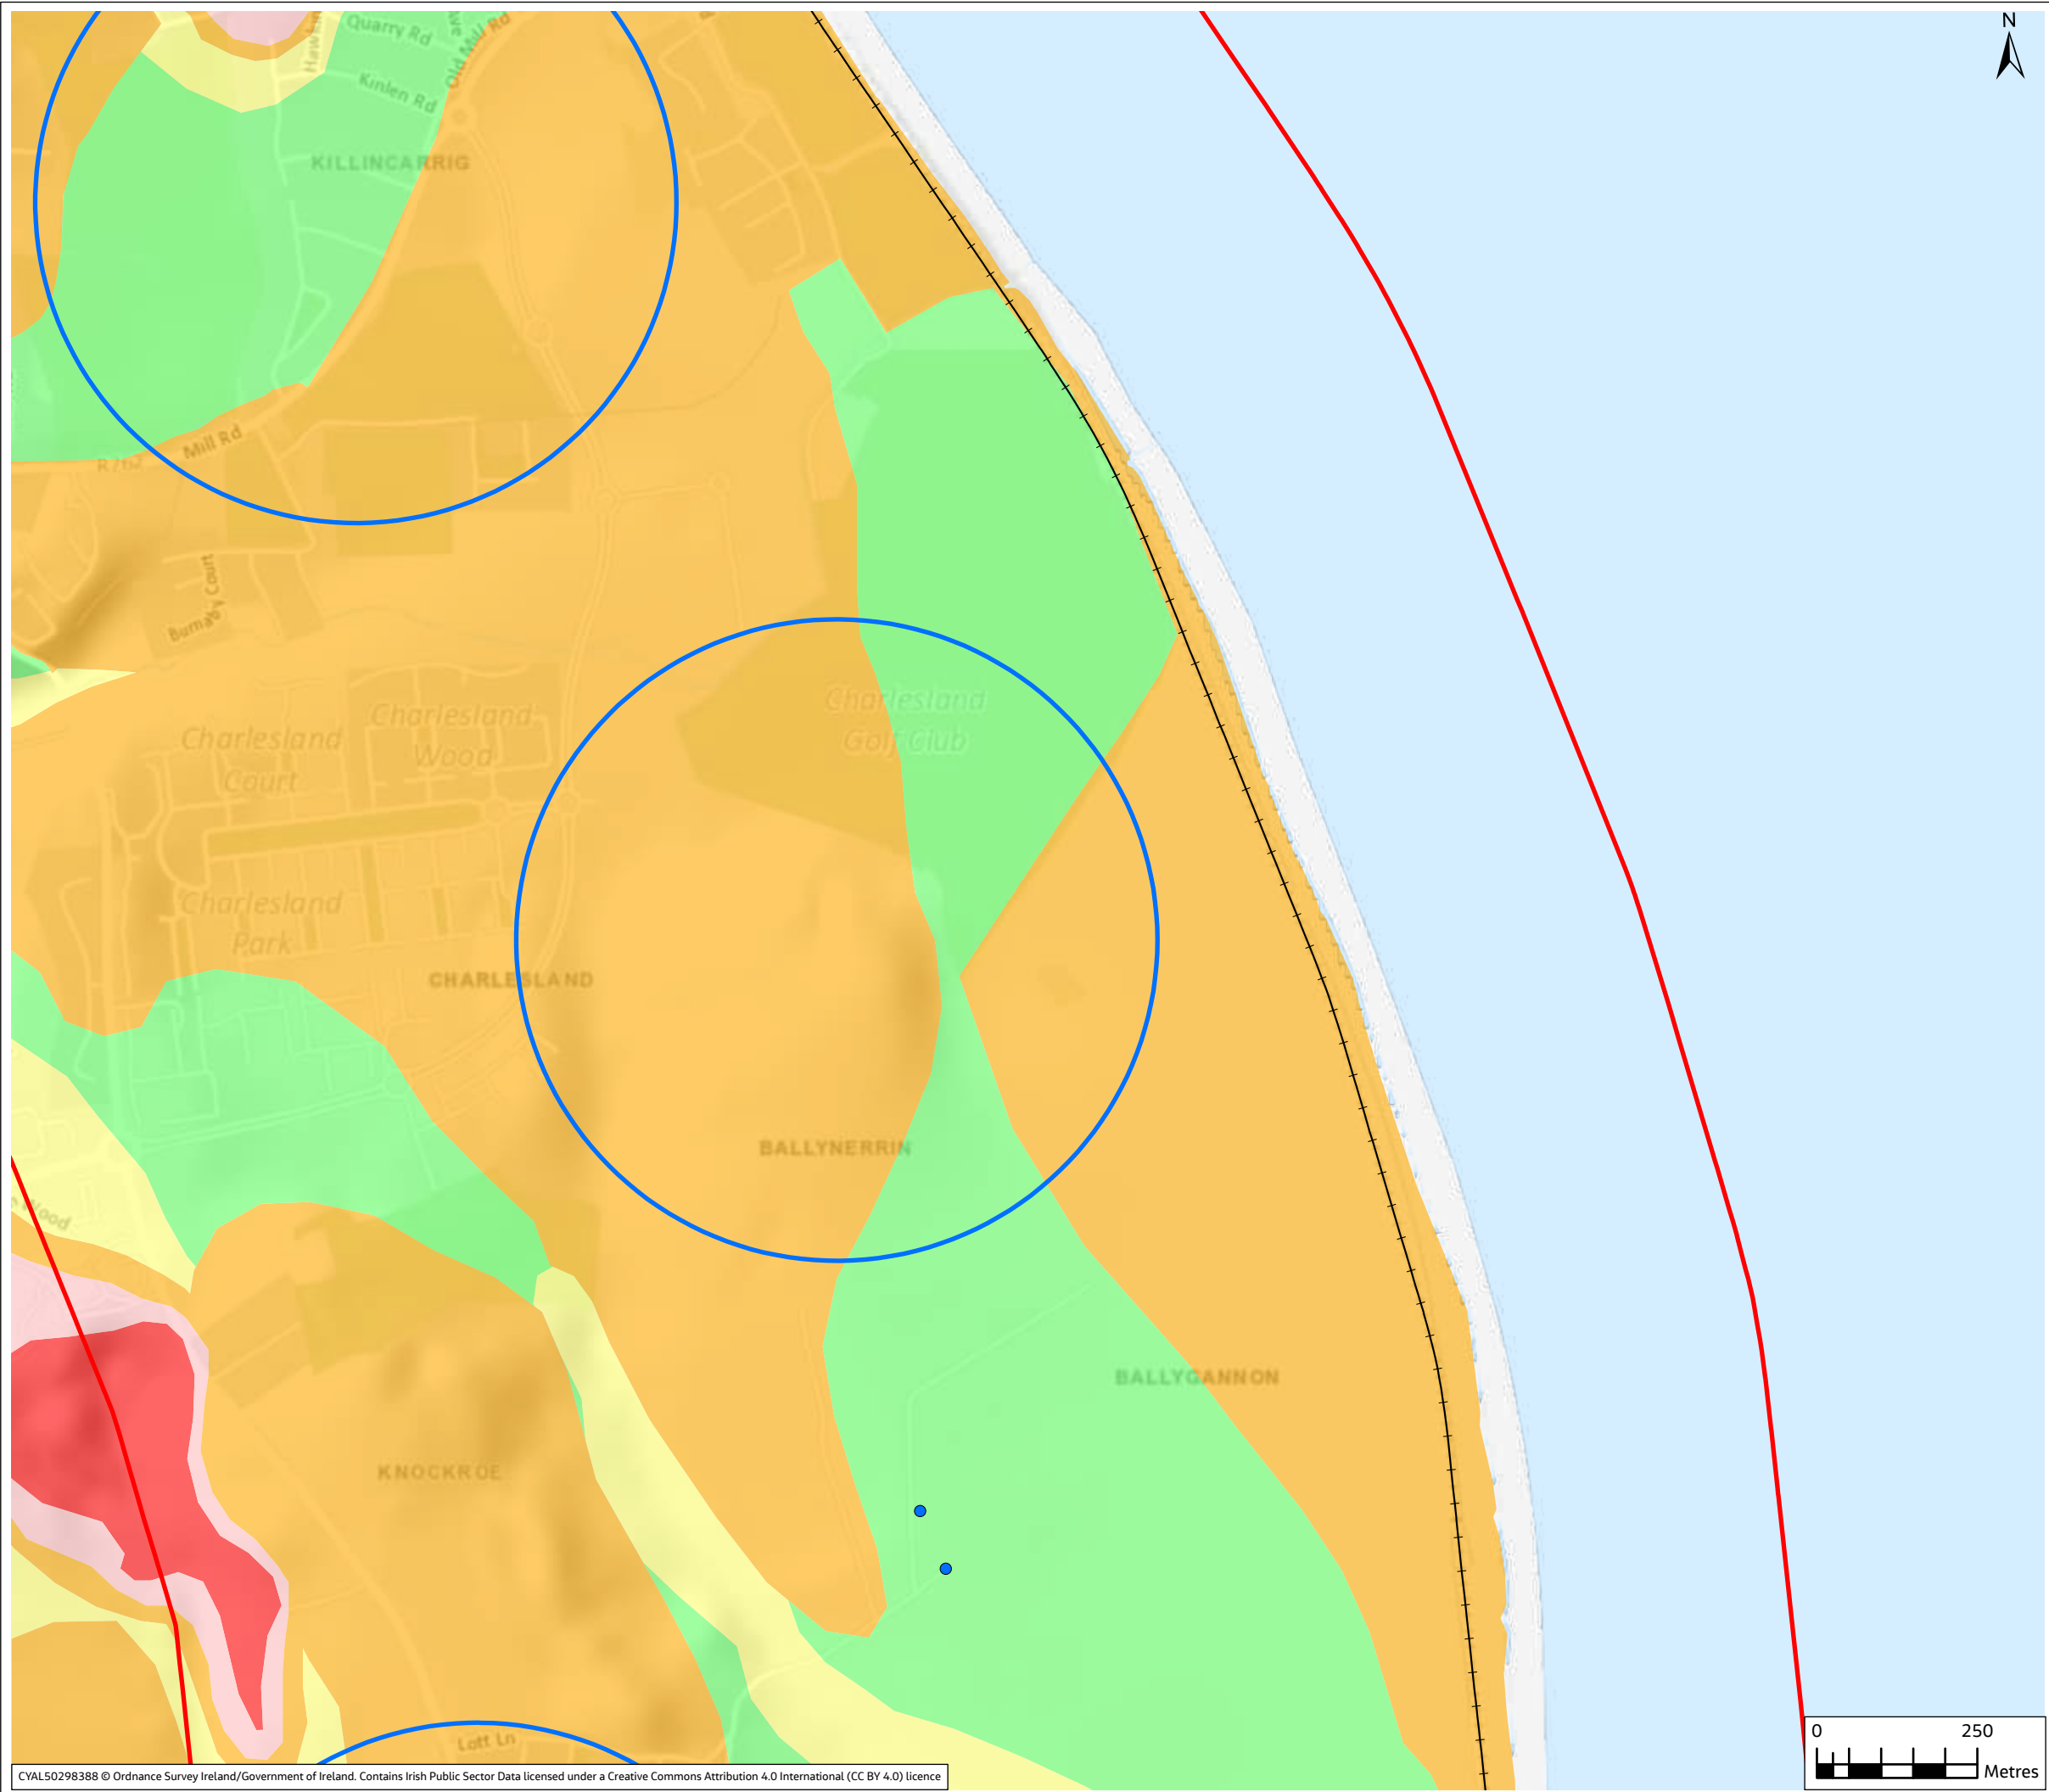 N
Quarry Rd
Old Mill Rd
Kinlen Rd
KILLINCARRIG
Mill Rd
R762
Burnaby Court
Charlesland
Golf Club
Charlesland
Wood
Charlesland
Court
Charlesland
Park
CHARLESLAND
BALLYNERRIN
Wood
BALLYGANNON
KNOCKROE
Lott Ln
0 250
Metres
CYAL50298388 © Ordnance Survey Ireland/Government of Ireland. Contains Irish Public Sector Data licensed under a Creative Commons Attribution 4.0 International (CC BY 4.0) licence